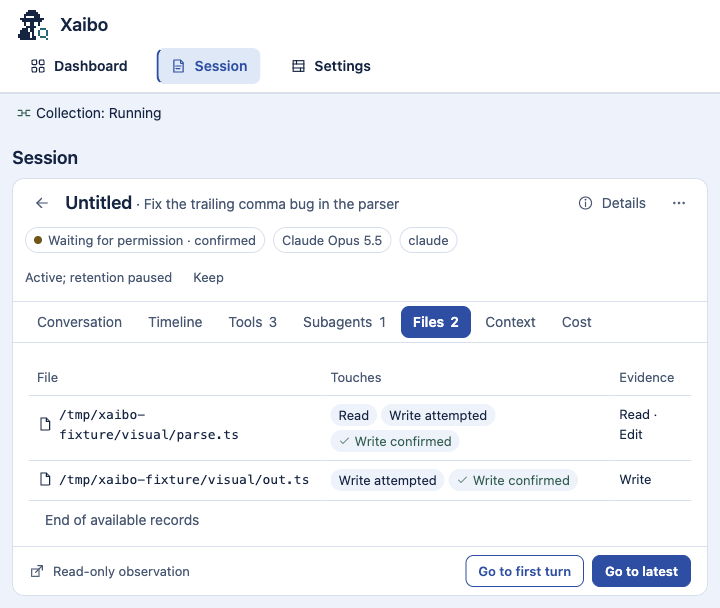 Xaibo
Dashboard Session Settings
Collection: Running
Session
Untitled · Fix the trailing comma bug in the parser Details ···
Waiting for permission · confirmed Claude Opus 5.5 claude
Active; retention paused Keep
Conversation Timeline Tools 3 Subagents 1 Files 2 Context Cost
File Touches Evidence
/tmp/xaibo-
fixture/visual/parse.ts
Read Write attempted
✓ Write confirmed
Read ·
Edit
/tmp/xaibo-fixture/visual/out.ts Write attempted ✓ Write confirmed Write
End of available records
Read-only observation Go to first turn Go to latest